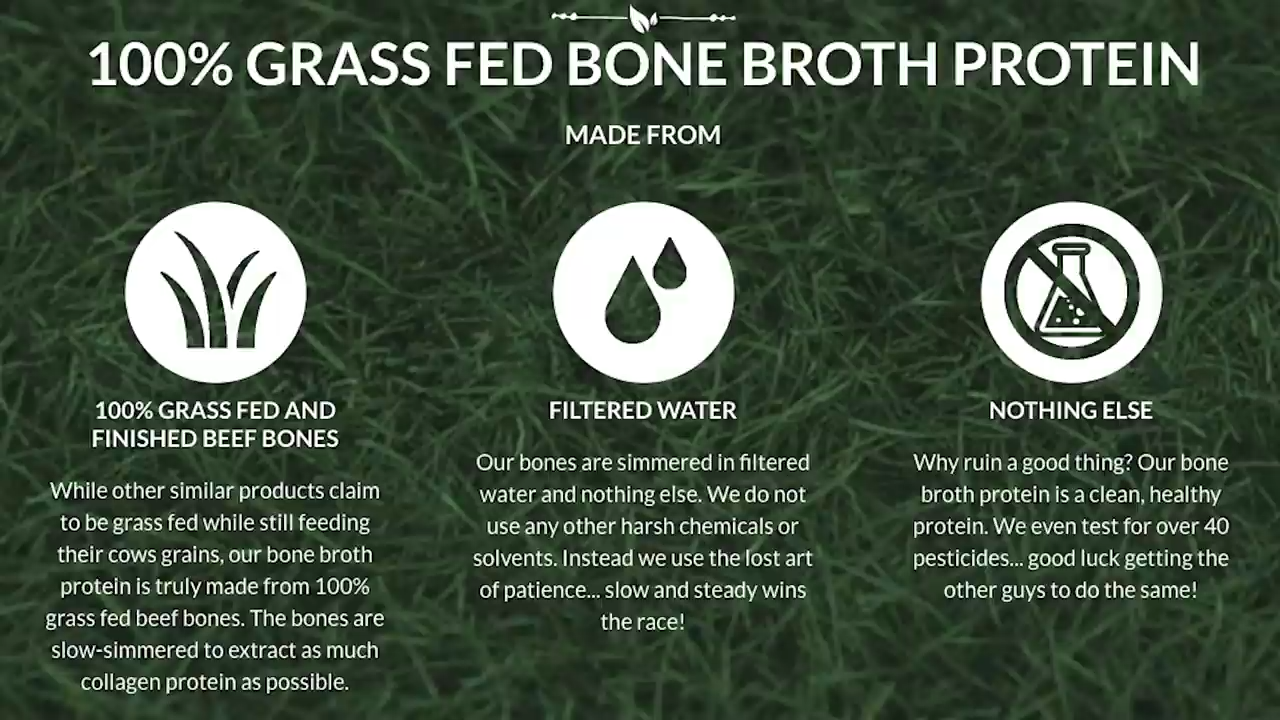 100% GRASS FED BONE BROTH PROTEIN
MADE FROM
100% GRASS FED AND
FINISHED BEEF BONES
While other similar products claim
to be grass fed while still feeding
their cows grains, our bone broth
protein is truly made from 100%
grass fed beef bones. The bones are
slow-simmered to extract as much
collagen protein as possible.
FILTERED WATER
Our bones are simmered in filtered
water and nothing else. We do not
use any other harsh chemicals or
solvents. Instead we use the lost art
of patience... slow and steady wins
the race!
NOTHING ELSE
Why ruin a good thing? Our bone
broth protein is a clean, healthy
protein. We even test for over 40
pesticides... good luck getting the
other guys to do the same!